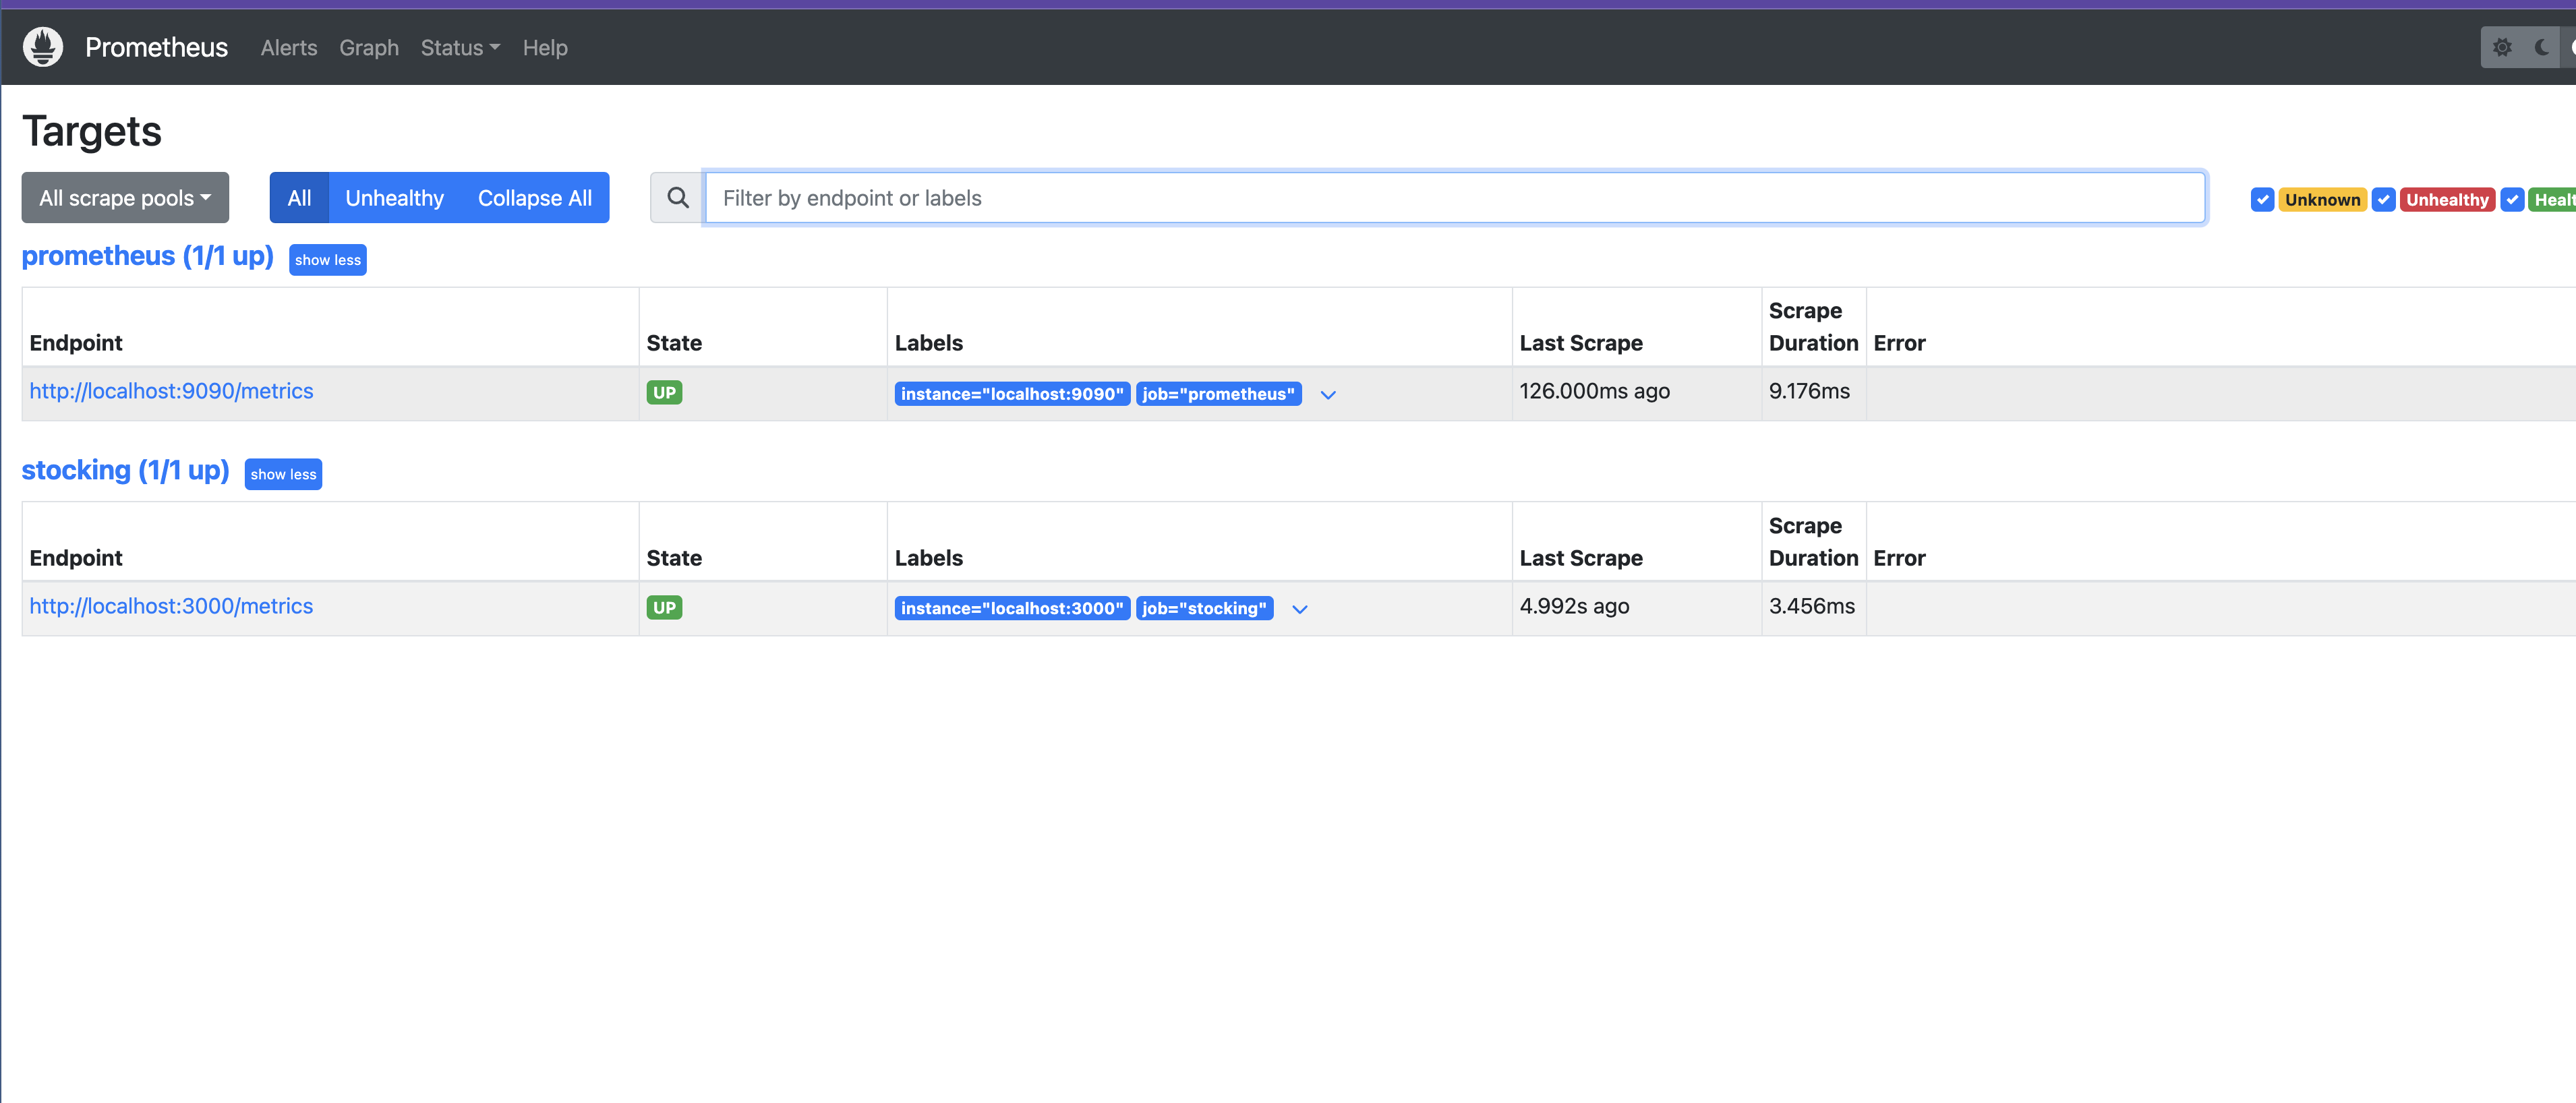 Prometheus Alerts Graph Status Help
Targets
All scrape pools All Unhealthy Collapse All Filter by endpoint or labels Unknown Unhealthy
prometheus (1/1 up) show less
Endpoint State Labels Last Scrape Scrape Duration Error
http://localhost:9090/metrics UP instance="localhost:9090" job="prometheus" 126.000ms ago 9.176ms
stocking (1/1 up) show less
Endpoint State Labels Last Scrape Scrape Duration Error
http://localhost:3000/metrics UP instance="localhost:3000" job="stocking" 4.992s ago 3.456ms